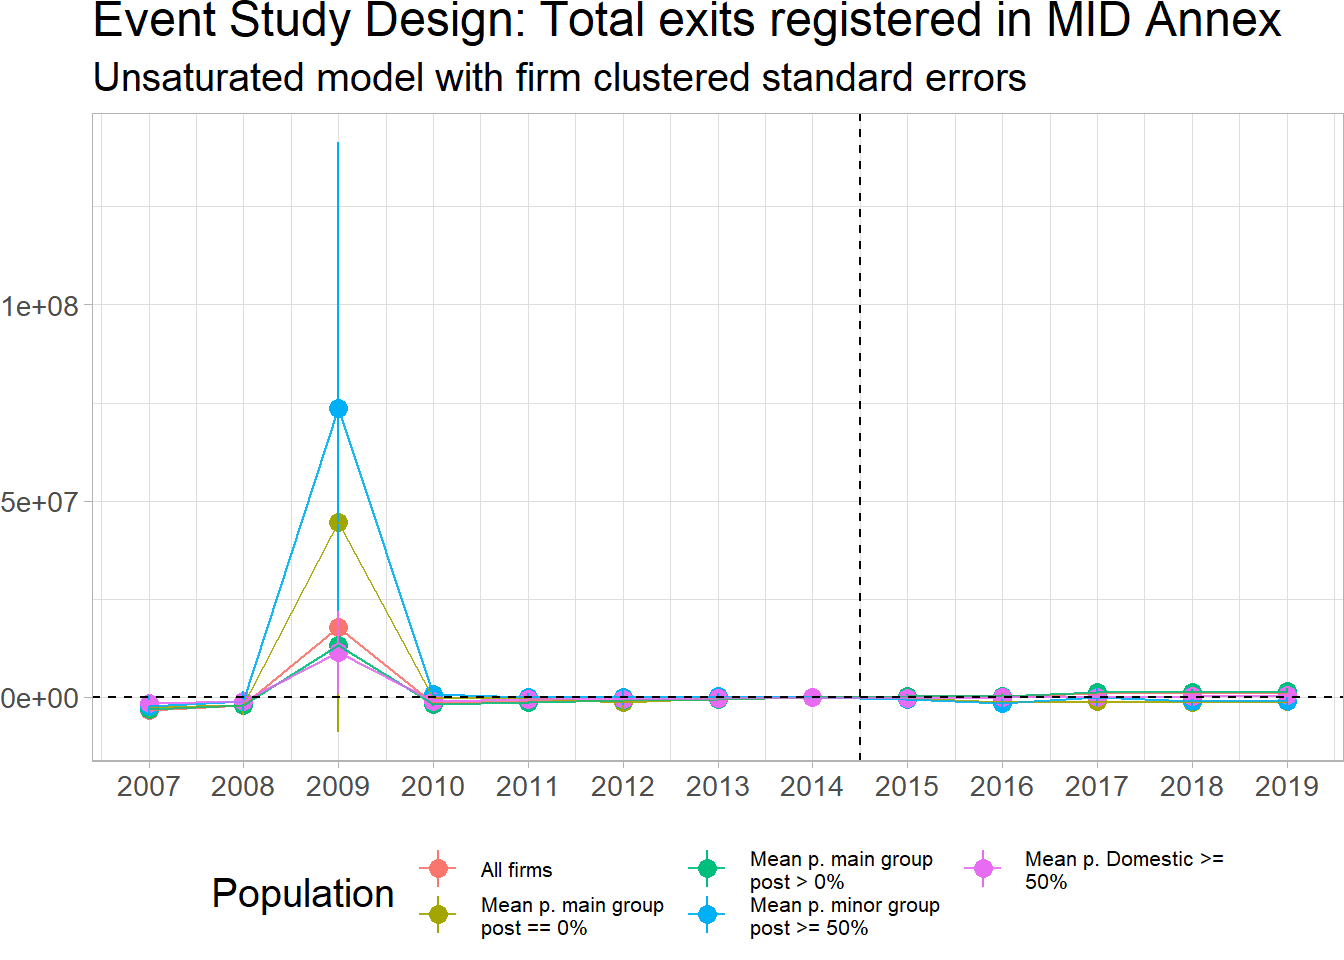 Event Study Design: Total exits registered in MID Annex
Unsaturated model with firm clustered standard errors
1e+08
5e+07
0e+00
2007 2008 2009 2010 2011 2012 2013 2014 2015 2016 2017 2018 2019
Population
All firms
Mean p. main group
post == 0%
Mean p. main group
post > 0%
Mean p. minor group
post >= 50%
Mean p. Domestic >=
50%